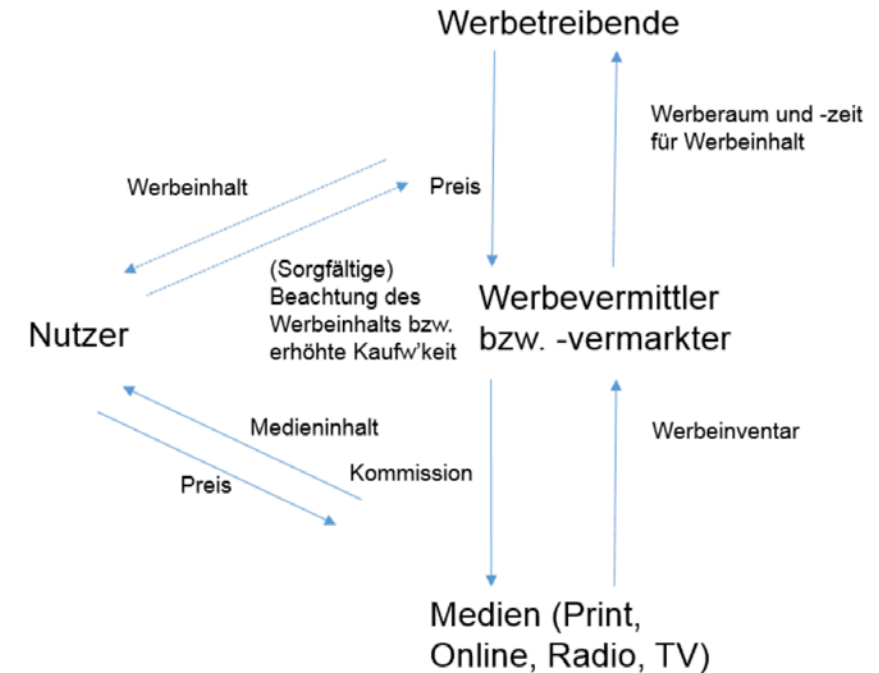 Werbetreibende
Werberaum und -zeit
für Werbeinhalt
Werbeinhalt
Preis
(Sorgfältige)
Beachtung des
Werbeinhalts bzw.
erhöhte Kaufw'keit
Werbevermittler
bzw. -vermarkter
Nutzer
Medieninhalt
Werbeinventar
Kommission
Preis
Medien (Print,
Online, Radio, TV)